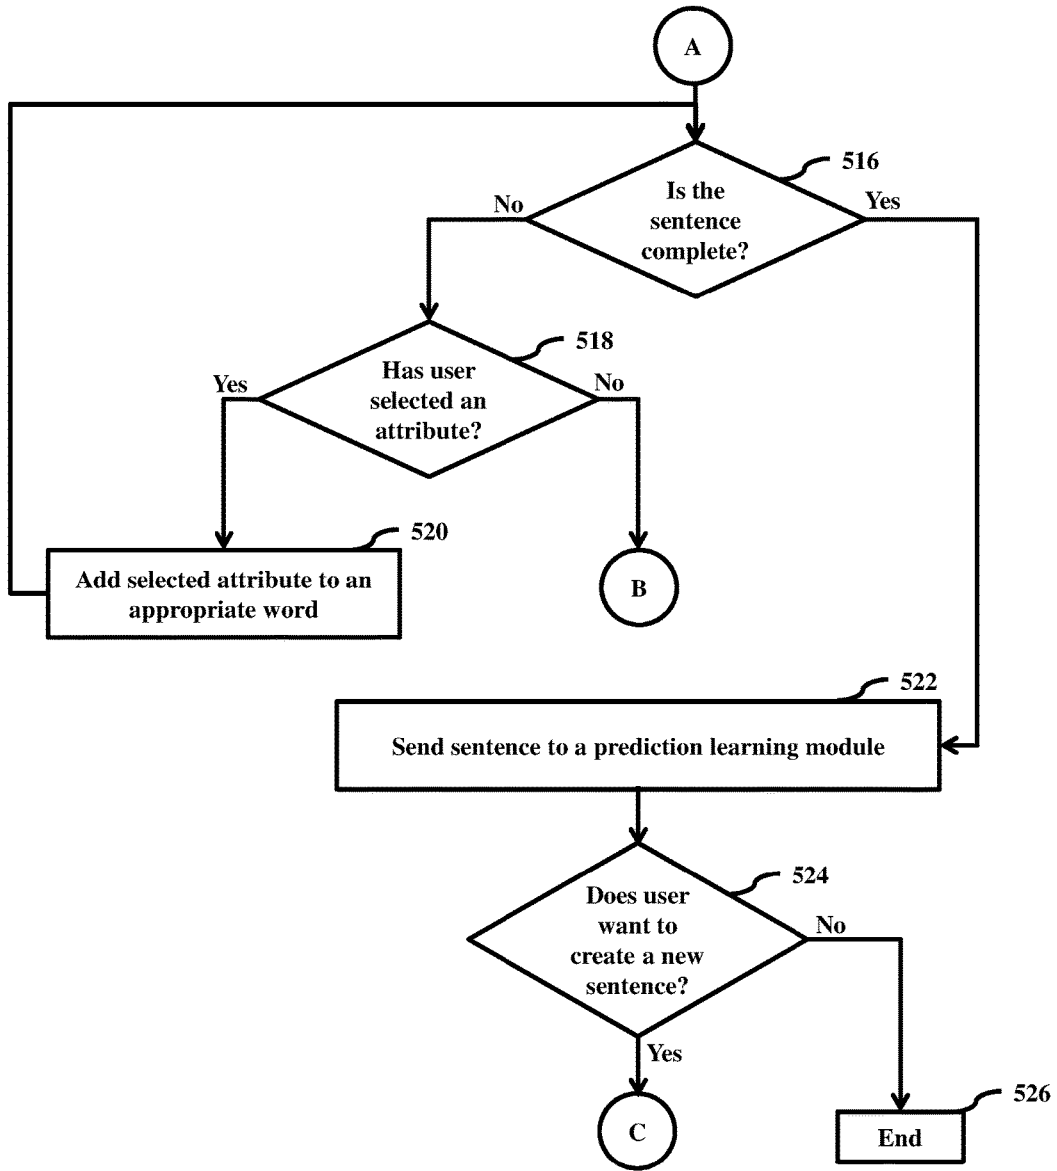 A
516
Is the
sentence
complete?
No
Yes
518
Has user
selected an
attribute?
Yes
No
520
Add selected attribute to an
appropriate word
B
522
Send sentence to a prediction learning module
524
Does user
want to
create a new
sentence?
No
Yes
C
526
End